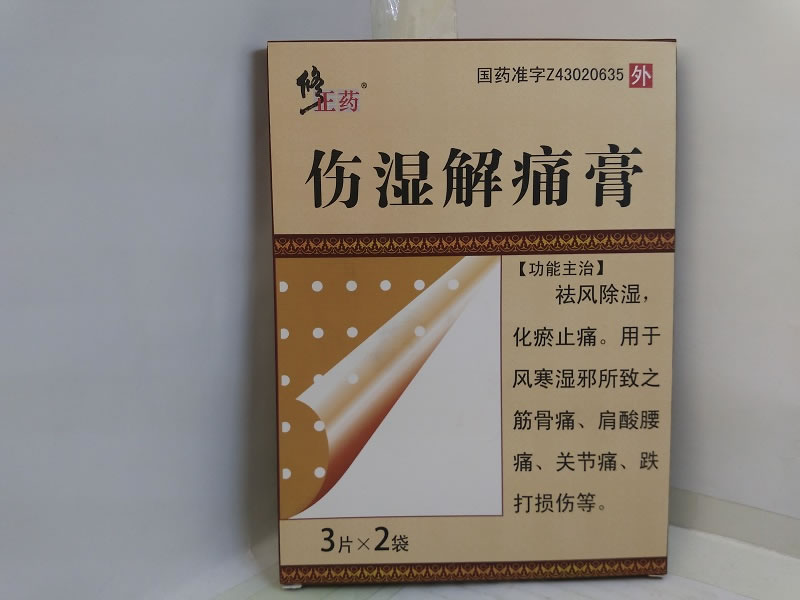 修正药®
国药准字Z43020635 外
伤湿解痛膏
【功能主治】
祛风除湿，
化瘀止痛。用于
风寒湿邪所致之
筋骨痛、肩酸腰
痛、关节痛、跌
打损伤等。
3片×2袋